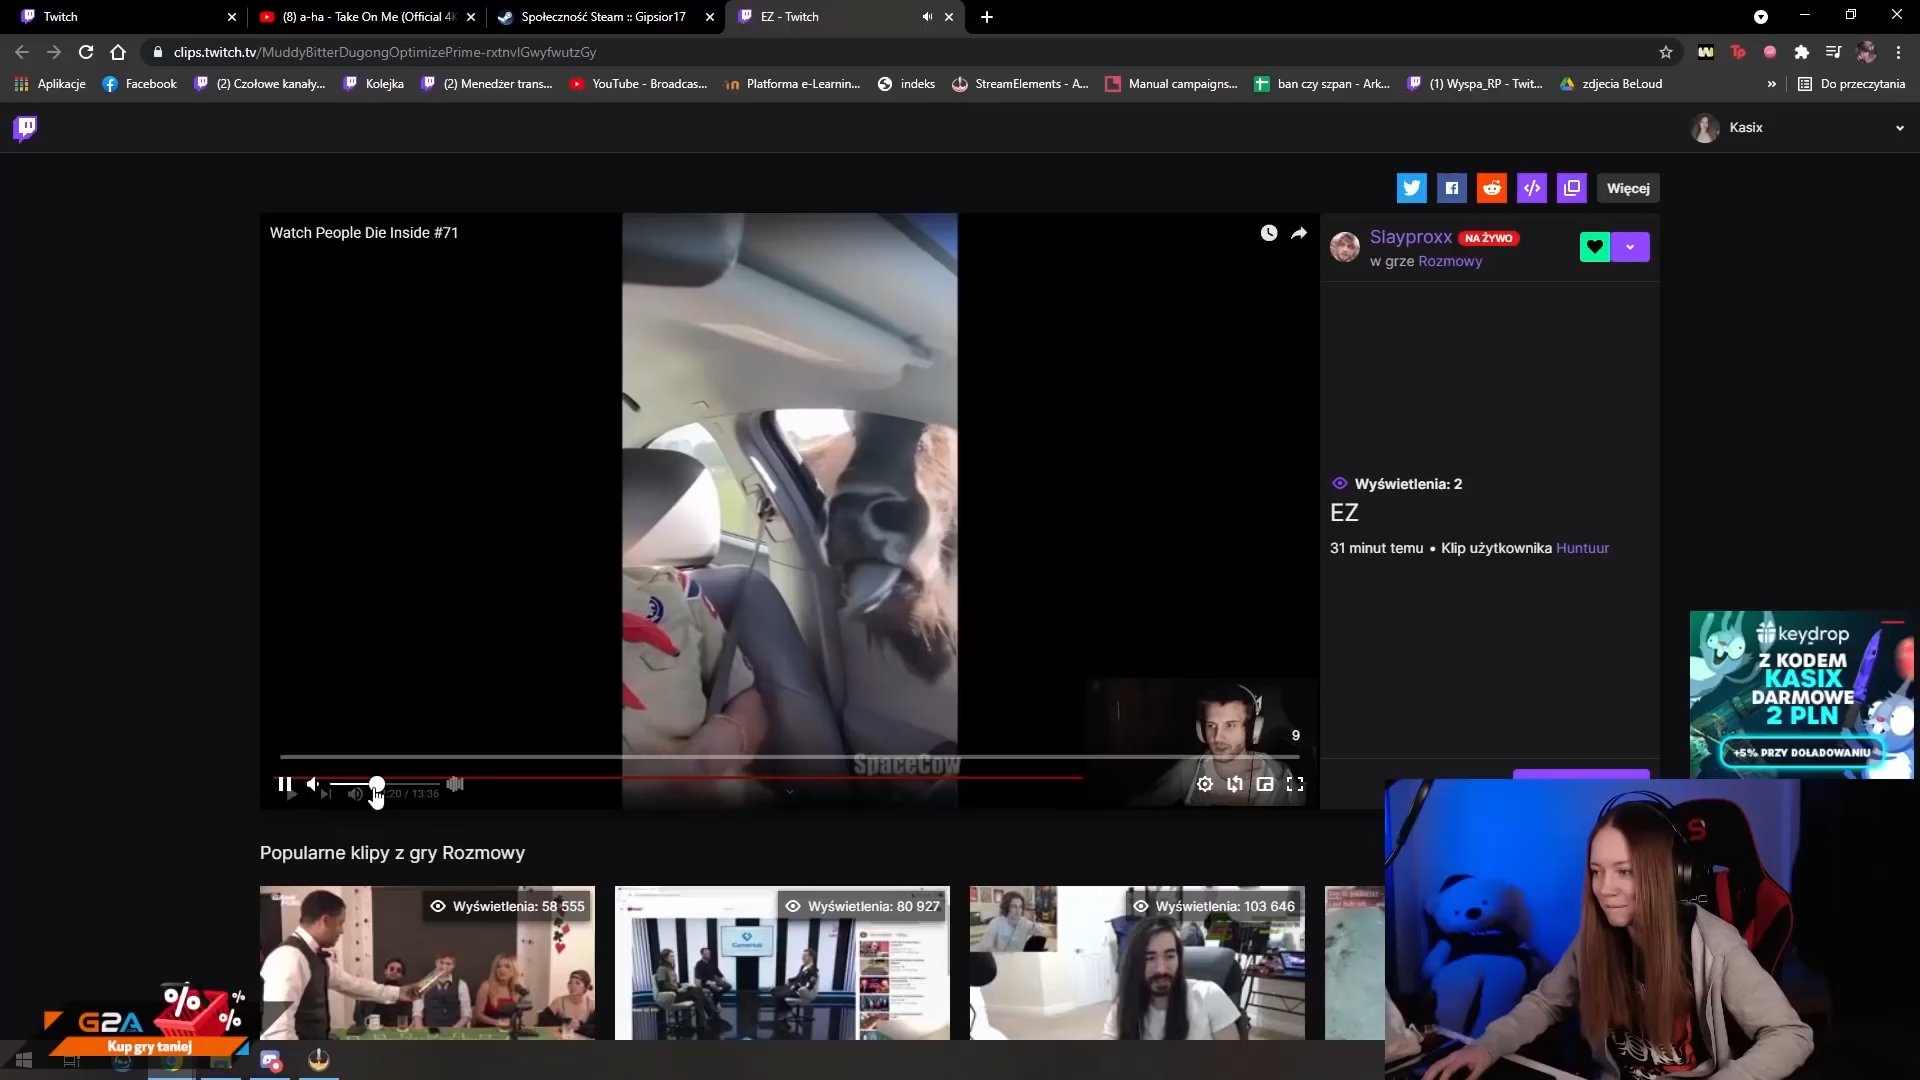 Twitch
(8) a-ha - Take On Me (Official 4K
Społeczność Steam :: Gipsior17
EZ - Twitch
clips.twitch.tv/MuddyBitterDugongOptimizePrime-rxtnvlGwyfwutzGy
Aplikacje
Facebook
(2) Czołowe kanały...
Kolejka
(2) Menedżer trans...
YouTube - Broadcas...
Platforma e-Learnin...
indeks
StreamElements - A...
Manual campaigns...
ban czy szpan - Ark...
(1) Wyspa_RP - Twit...
zdjecia BeLoud
»
Do przeczytania
Kasix
Więcej
Watch People Die Inside #71
Slayproxx NA ŻYWO
w grze Rozmowy
Wyświetlenia: 2
EZ
31 minut temu • Klip użytkownika Huntuur
keydrop
Z KODEM
KASIX
DARMOWE
2 PLN
+5% PRZY DOŁADOWANIU
9
SpaceCow
20 / 13:36
Popularne klipy z gry Rozmowy
Wyświetlenia: 58 555
Wyświetlenia: 80 927
Wyświetlenia: 103 646
G2A
Kup gry taniej